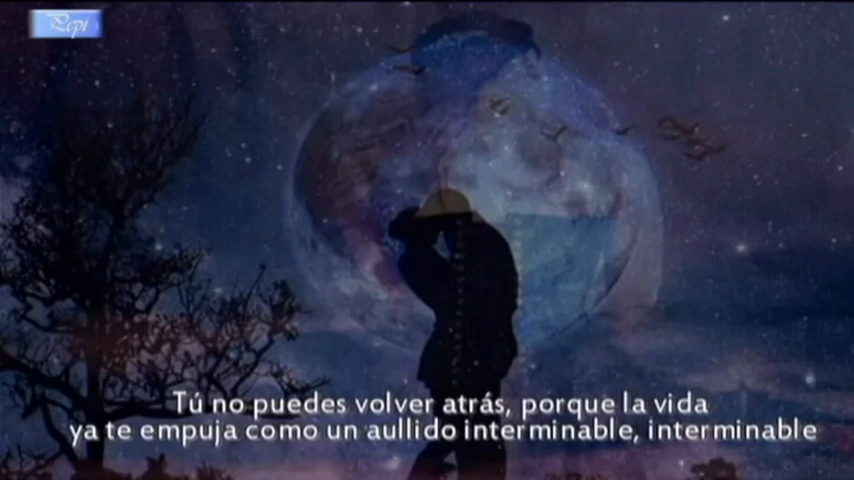 Pepi
Tú no puedes volver atrás, porque la vida
ya te empuja como un aullido interminable, interminable